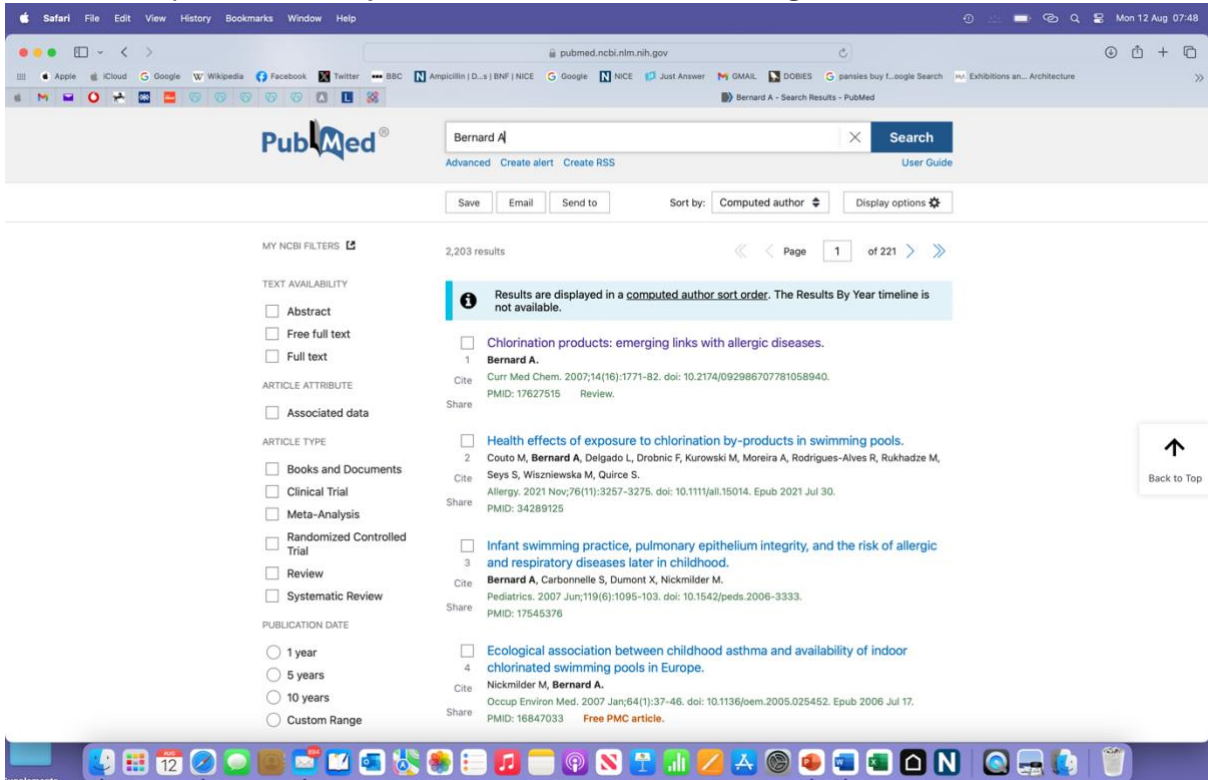 Safari File Edit View History Bookmarks Window Help Mon 12 Aug 07:48
pubmed.ncbi.nlm.nih.gov
Apple iCloud Google Wikipedia Facebook Twitter BBC Ampicillin | D...s | BNF | NICE Google NICE Just Answer GMAIL DOBIES pansies buy f...oogle Search Exhibitions an... Architecture
Bernard A - Search Results - PubMed
PubMed®
Bernard A
Search
Advanced Create alert Create RSS User Guide
Save Email Send to Sort by: Computed author Display options
MY NCBI FILTERS
2,203 results Page 1 of 221
Results are displayed in a computed author sort order. The Results By Year timeline is
not available.
TEXT AVAILABILITY
Abstract
Free full text
Full text
ARTICLE ATTRIBUTE
Associated data
ARTICLE TYPE
Books and Documents
Clinical Trial
Meta-Analysis
Randomized Controlled
Trial
Review
Systematic Review
PUBLICATION DATE
1 year
5 years
10 years
Custom Range
Chlorination products: emerging links with allergic diseases.
1 Bernard A.
Cite Curr Med Chem. 2007;14(16):1771-82. doi: 10.2174/092986707781058940.
PMID: 17627515 Review.
Share
Health effects of exposure to chlorination by-products in swimming pools.
2 Couto M, Bernard A, Delgado L, Drobnic F, Kurowski M, Moreira A, Rodrigues-Alves R, Rukhadze M,
Cite Seys S, Wiszniewska M, Quirce S.
Allergy. 2021 Nov;76(11):3257-3275. doi: 10.1111/all.15014. Epub 2021 Jul 30.
Share PMID: 34289125
Infant swimming practice, pulmonary epithelium integrity, and the risk of allergic
3 and respiratory diseases later in childhood.
Cite Bernard A, Carbonnelle S, Dumont X, Nickmilder M.
Pediatrics. 2007 Jun;119(6):1095-103. doi: 10.1542/peds.2006-3333.
Share PMID: 17545376
Ecological association between childhood asthma and availability of indoor
4 chlorinated swimming pools in Europe.
Cite Nickmilder M, Bernard A.
Occup Environ Med. 2007 Jan;64(1):37-46. doi: 10.1136/oem.2005.025452. Epub 2006 Jul 17.
Share PMID: 16847033 Free PMC article.
Back to Top
AUG
12